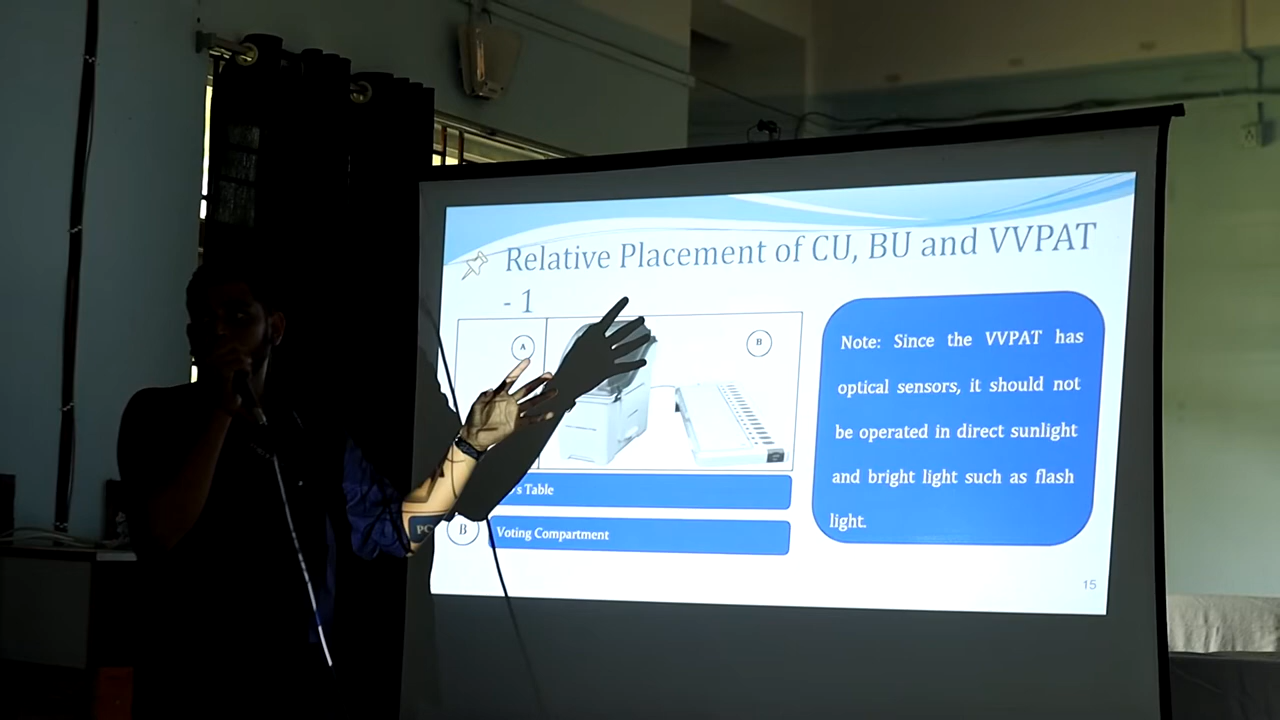 Relative Placement of CU, BU and VVPAT
- 1
A
B
Note: Since the VVPAT has
optical sensors, it should not
be operated in direct sunlight
and bright light such as flash
light.
Table
B
Voting Compartment
15